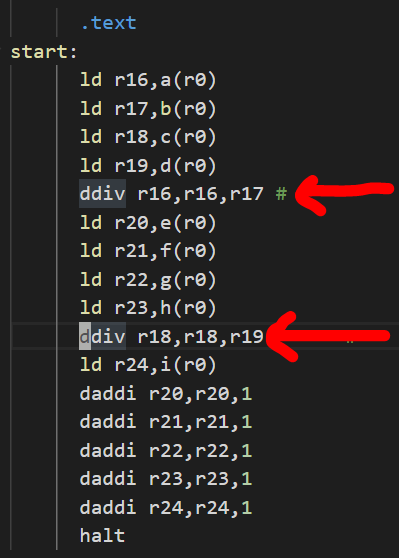 .text
start:
ld r16,a(r0)
ld r17,b(r0)
ld r18,c(r0)
ld r19,d(r0)
ddiv r16,r16,r17 #
ld r20,e(r0)
ld r21,f(r0)
ld r22,g(r0)
ld r23,h(r0)
ddiv r18,r18,r19
ld r24,i(r0)
daddi r20,r20,1
daddi r21,r21,1
daddi r22,r22,1
daddi r23,r23,1
daddi r24,r24,1
halt